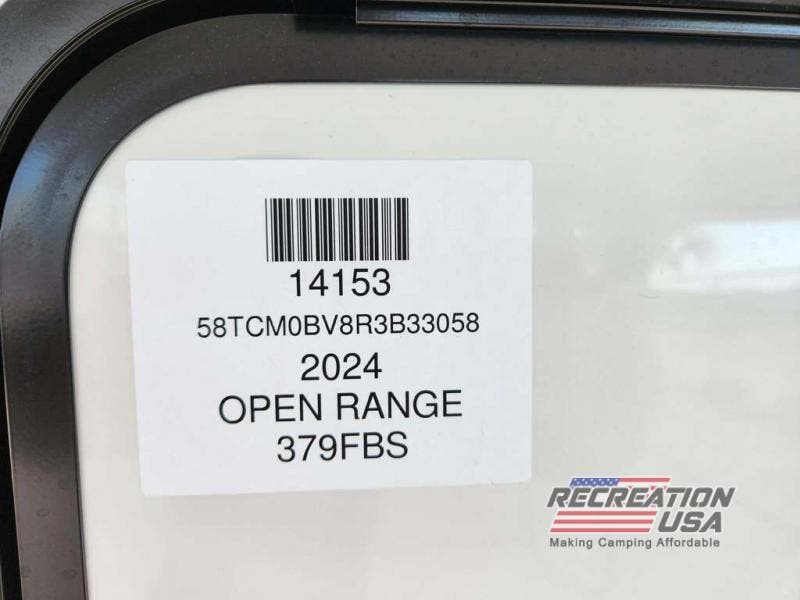 14153
58TCM0BV8R3B33058
2024
OPEN RANGE
379FBS
RECREATION
USA
Making Camping Affordable